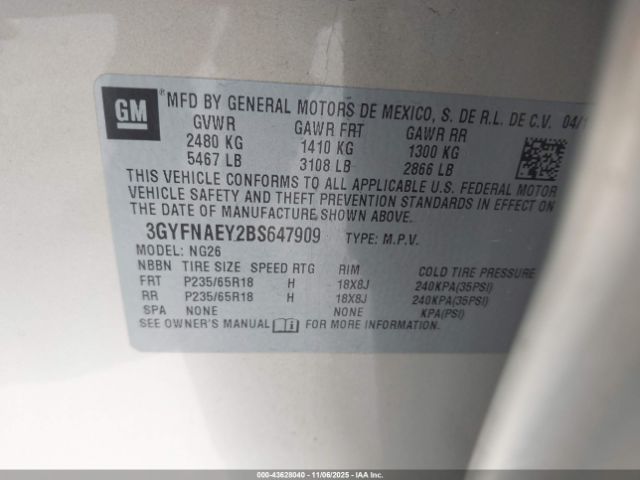 GM
MFD BY GENERAL MOTORS DE MEXICO, S. DE R.L. DE C.V. 04/1
GVWR GAWR FRT GAWR RR
2480 KG 1410 KG 1300 KG
5467 LB 3108 LB 2866 LB
THIS VEHICLE CONFORMS TO ALL APPLICABLE U.S. FEDERAL MOTOR
VEHICLE SAFETY AND THEFT PREVENTION STANDARDS IN EFFECT ON
THE DATE OF MANUFACTURE SHOWN ABOVE.
3GYFNAEY2BS647909 TYPE: M.P.V.
MODEL: NG26
NBBN TIRE SIZE SPEED RTG RIM COLD TIRE PRESSURE
FRT P235/65R18 H 18X8J 240KPA(35PSI)
RR P235/65R18 H 18X8J 240KPA(35PSI)
SPA NONE NONE KPA(PSI)
SEE OWNER'S MANUAL FOR MORE INFORMATION.
000-43628040 - 11/06/2025 - IAA Inc.